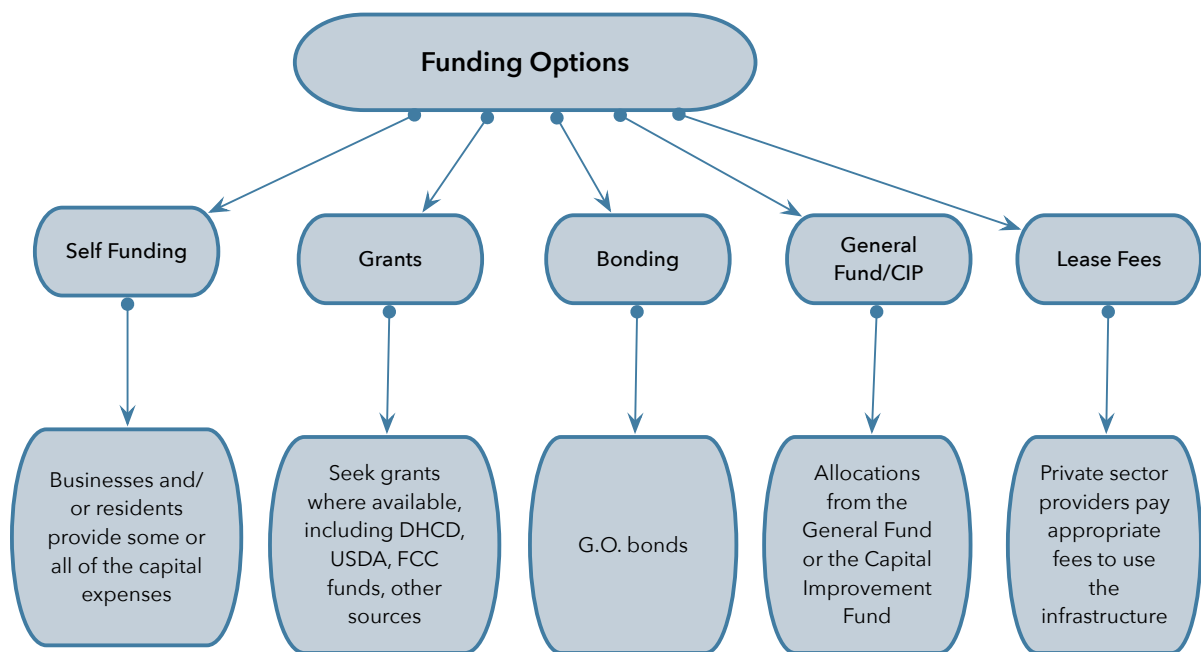 Funding Options
Self Funding
Grants
Bonding
General
Fund/CIP
Lease Fees
Businesses and/
or residents
provide some or
all of the capital
expenses
Seek grants
where available,
including DHCD,
USDA, FCC
funds, other
sources
G.O. bonds
Allocations
from the
General Fund
or the Capital
Improvement
Fund
Private sector
providers pay
appropriate
fees to use
the
infrastructure